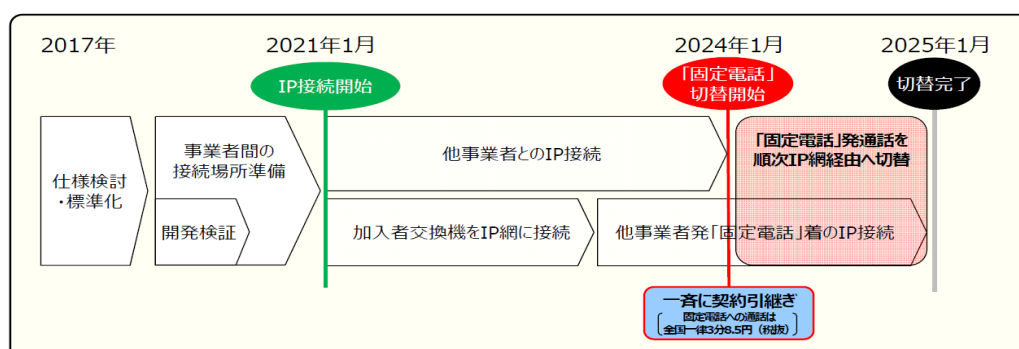 2017年
2021年1月
2024年1月
2025年1月
IP接続開始
「固定電話」
切替開始
切替完了
仕様検討
・標準化
事業者間の
接続場所準備
開発検証
他事業者とのIP接続
加入者交換機をIP網に接続
「固定電話」発通話を
順次IP網経由へ切替
他事業者発「固定電話」着のIP接続
一斉に契約引継ぎ
固定電話への通話は
全国一律3分8.5円（税抜）